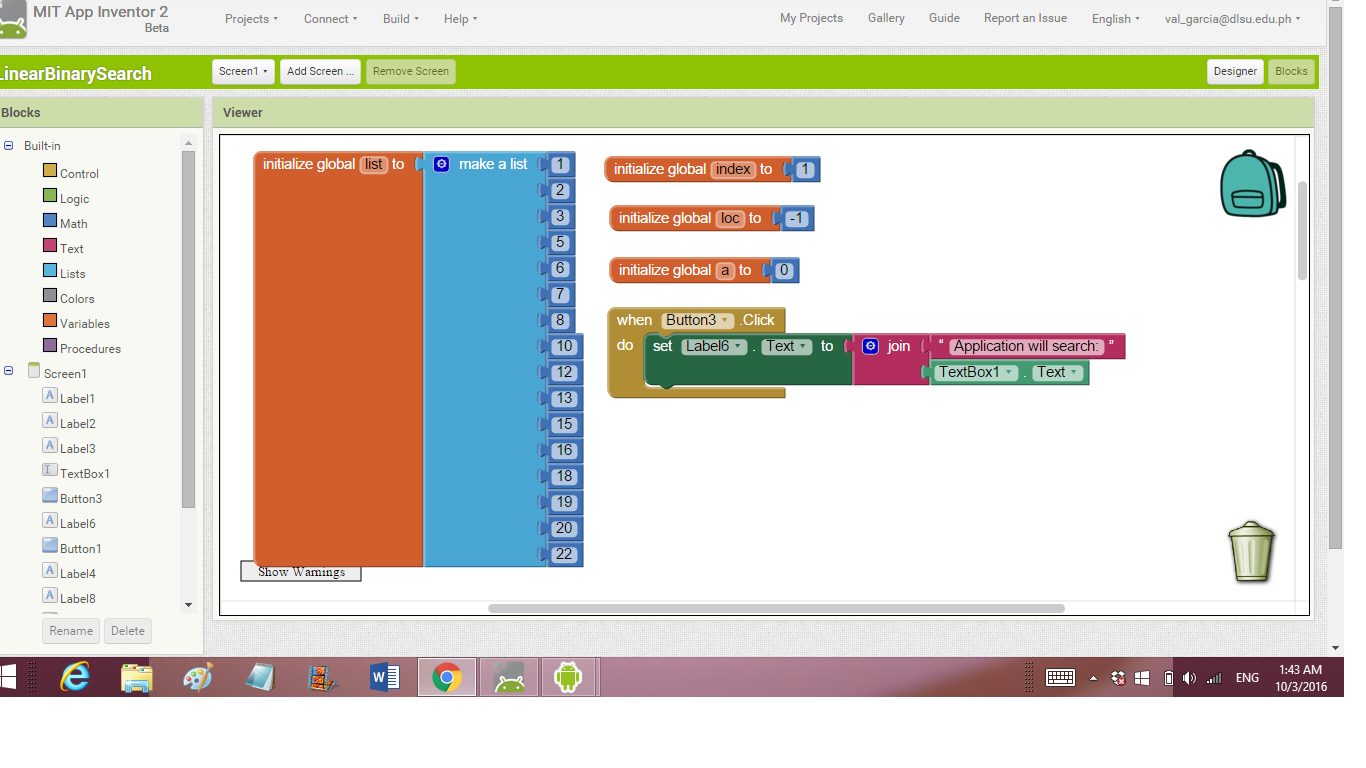 MIT App Inventor 2
Beta
Projects Connect Build Help My Projects Gallery Guide Report an Issue English val_garcia@dlsu.edu.ph
LinearBinarySearch Screen1 Add Screen ... Remove Screen Designer Blocks
Blocks
Built-in
Control
Logic
Math
Text
Lists
Colors
Variables
Procedures
Screen1
Label1
Label2
Label3
TextBox1
Button3
Label6
Button1
Label4
Label8
Rename Delete
Viewer
initialize global list to make a list 1
2
3
5
6
7
8
10
12
13
15
16
18
19
20
22
initialize global index to 1
initialize global loc to -1
initialize global a to 0
when Button3 .Click
do set Label6 . Text to join “ Application will search: ”
TextBox1 . Text
Show Warnings
ENG 1:43 AM
10/3/2016